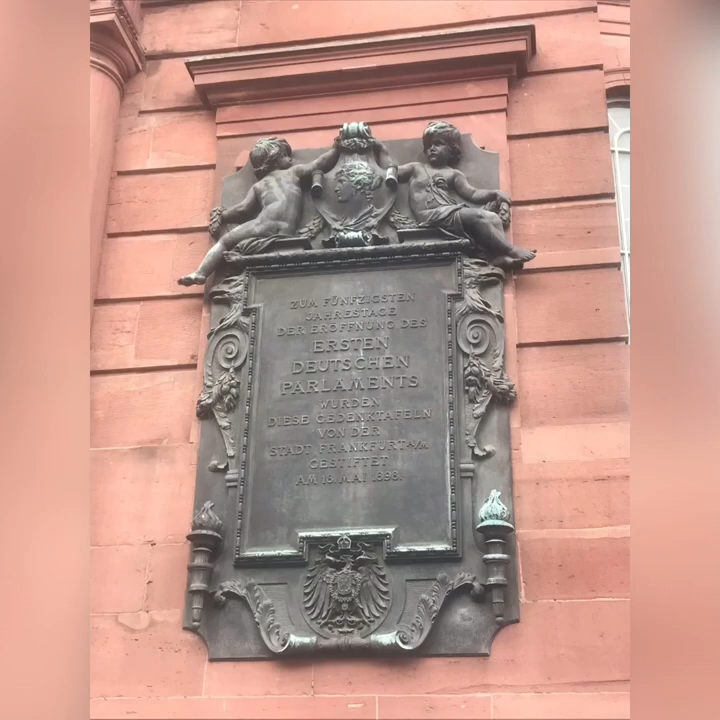 ZUM FÜNFZIGSTEN
JAHRESTAGE
DER ERÖFFNUNG DES
ERSTEN
DEUTSCHEN
PARLAMENTS
WURDEN
DIESE GEDENKTAFELN
VON DER
STADT FRANKFURT A/M
GESTIFTET
AM 18. MAI 1898.